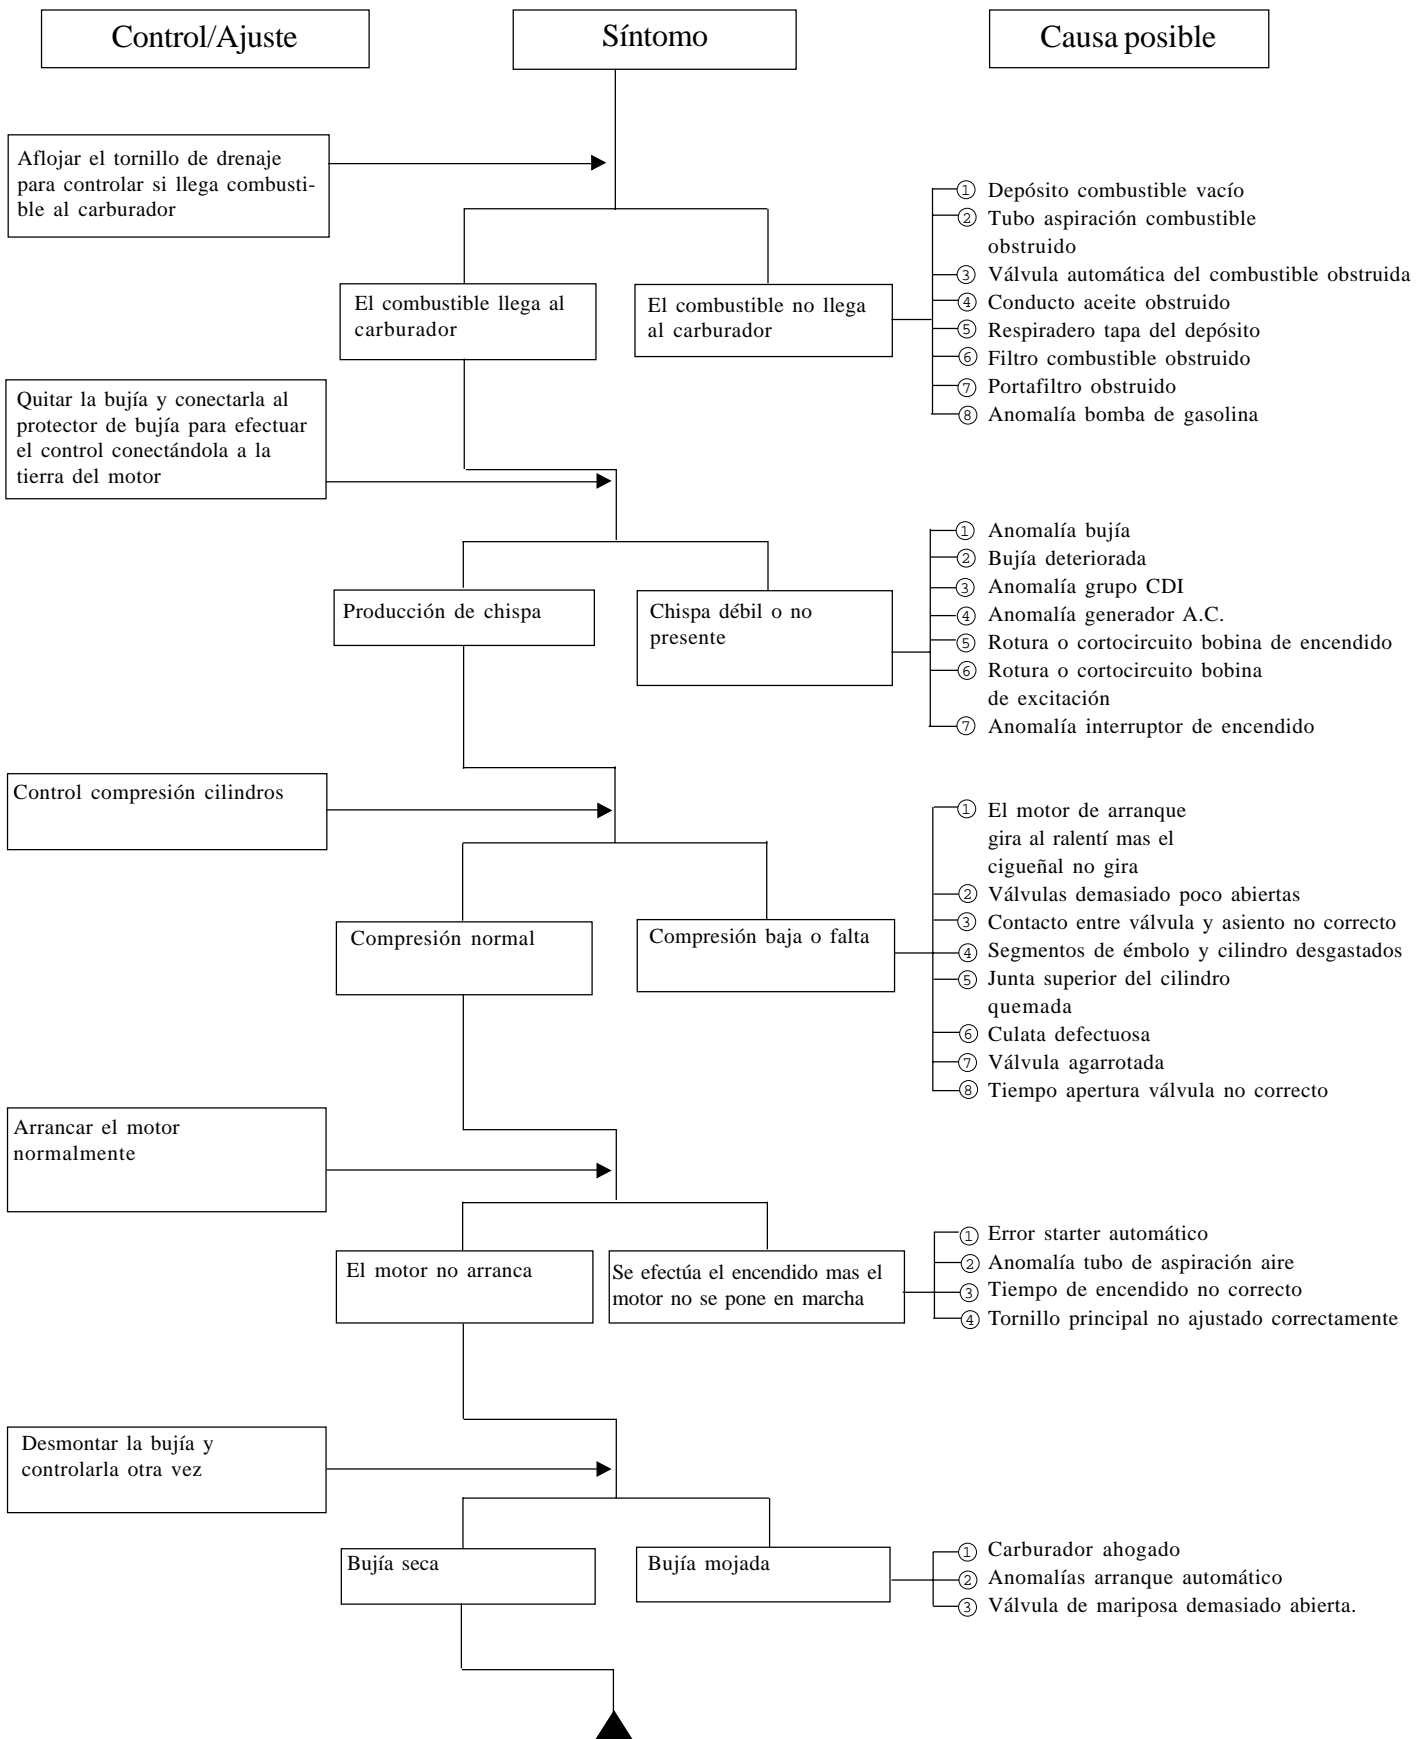 Control/Ajuste
Síntomo
Causa posible
Aflojar el tornillo de drenaje
para controlar si llega combusti-
ble al carburador
① Depósito combustible vacío
② Tubo aspiración combustible
obstruido
③ Válvula automática del combustible obstruida
④ Conducto aceite obstruido
⑤ Respiradero tapa del depósito
⑥ Filtro combustible obstruido
⑦ Portafiltro obstruido
⑧ Anomalía bomba de gasolina
El combustible llega al
carburador
El combustible no llega
al carburador
Quitar la bujía y conectarla al
protector de bujía para efectuar
el control conectándola a la
tierra del motor
① Anomalía bujía
② Bujía deteriorada
③ Anomalía grupo CDI
④ Anomalía generador A.C.
⑤ Rotura o cortocircuito bobina de encendido
⑥ Rotura o cortocircuito bobina
de excitación
⑦ Anomalía interruptor de encendido
Producción de chispa
Chispa débil o no
presente
Control compresión cilindros
① El motor de arranque
gira al ralentí mas el
cigueñal no gira
② Válvulas demasiado poco abiertas
③ Contacto entre válvula y asiento no correcto
④ Segmentos de émbolo y cilindro desgastados
⑤ Junta superior del cilindro
quemada
⑥ Culata defectuosa
⑦ Válvula agarrotada
⑧ Tiempo apertura válvula no correcto
Compresión normal
Compresión baja o falta
Arrancar el motor
normalmente
① Error starter automático
② Anomalía tubo de aspiración aire
③ Tiempo de encendido no correcto
④ Tornillo principal no ajustado correctamente
El motor no arranca
Se efectúa el encendido mas el
motor no se pone en marcha
Desmontar la bujía y
controlarla otra vez
Bujía seca
Bujía mojada
① Carburador ahogado
② Anomalías arranque automático
③ Válvula de mariposa demasiado abierta.